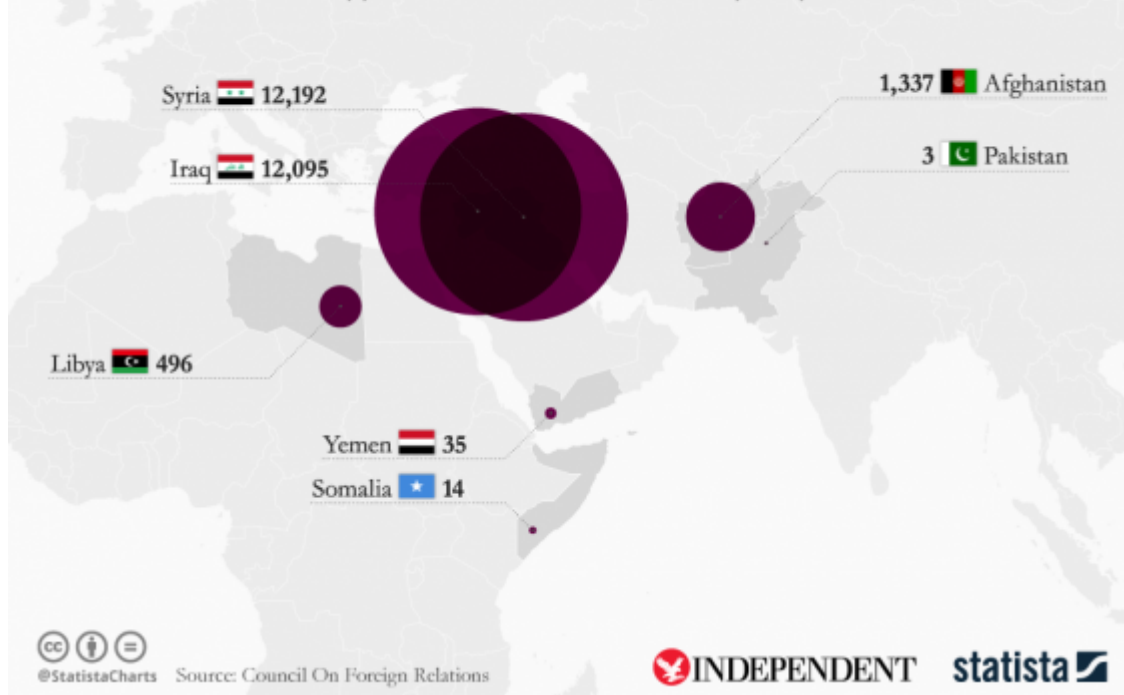 Syria 12,192
1,337 Afghanistan
Iraq 12,095
3 Pakistan
Libya 496
Yemen 35
Somalia 14
@StatistaCharts Source: Council On Foreign Relations
INDEPENDENT statista